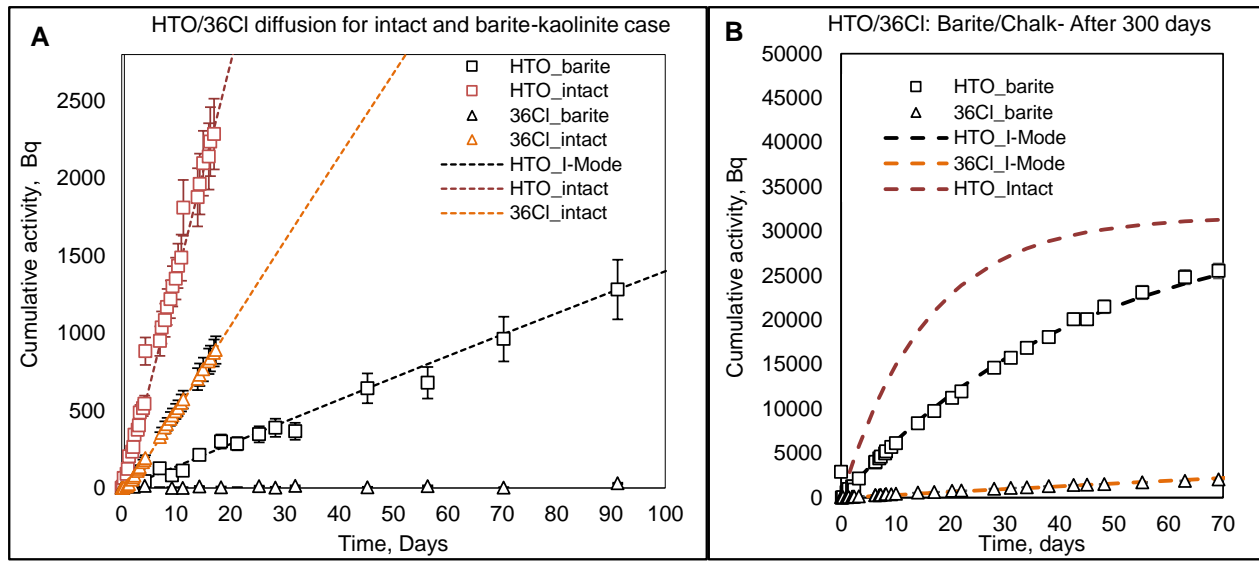 A
HTO/36Cl diffusion for intact and barite-kaolinite case
HTO_barite
HTO_intact
36Cl_barite
36Cl_intact
HTO_I-Mode
HTO_intact
36Cl_intact
Cumulative activity, Bq
2500
2000
1500
1000
500
0
0 10 20 30 40 50 60 70 80 90 100
Time, Days
B
HTO/36Cl: Barite/Chalk- After 300 days
HTO_barite
36Cl_barite
HTO_I-Mode
36Cl_I-Mode
HTO_Intact
Cumulative activity, Bq
50000
45000
40000
35000
30000
25000
20000
15000
10000
5000
0
0 10 20 30 40 50 60 70
Time, days